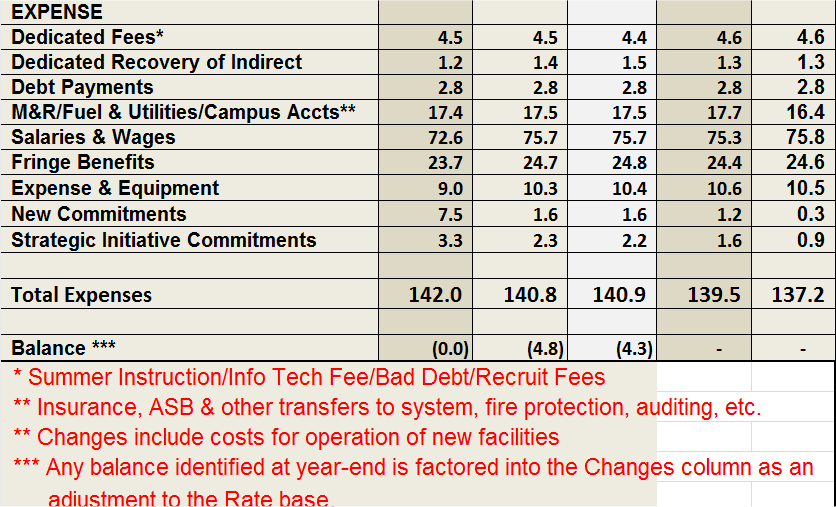 EXPENSE
Dedicated Fees* 4.5 4.5 4.4 4.6 4.6
Dedicated Recovery of Indirect 1.2 1.4 1.5 1.3 1.3
Debt Payments 2.8 2.8 2.8 2.8 2.8
M&R/Fuel & Utilities/Campus Accts** 17.4 17.5 17.5 17.7 16.4
Salaries & Wages 72.6 75.7 75.7 75.3 75.8
Fringe Benefits 23.7 24.7 24.8 24.4 24.6
Expense & Equipment 9.0 10.3 10.4 10.6 10.5
New Commitments 7.5 1.6 1.6 1.2 0.3
Strategic Initiative Commitments 3.3 2.3 2.2 1.6 0.9
Total Expenses 142.0 140.8 140.9 139.5 137.2
Balance *** (0.0) (4.8) (4.3) - -
* Summer Instruction/Info Tech Fee/Bad Debt/Recruit Fees
** Insurance, ASB & other transfers to system, fire protection, auditing, etc.
** Changes include costs for operation of new facilities
*** Any balance identified at year-end is factored into the Changes column as an
adjustment to the Rate base.